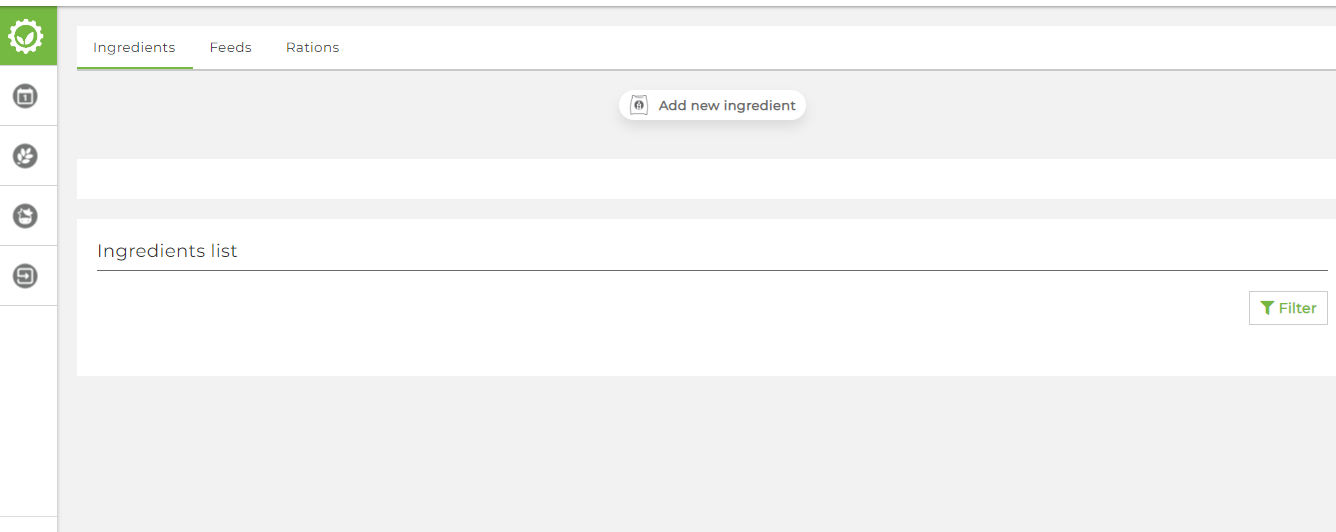 Ingredients Feeds Rations
Add new ingredient
Ingredients list
Filter